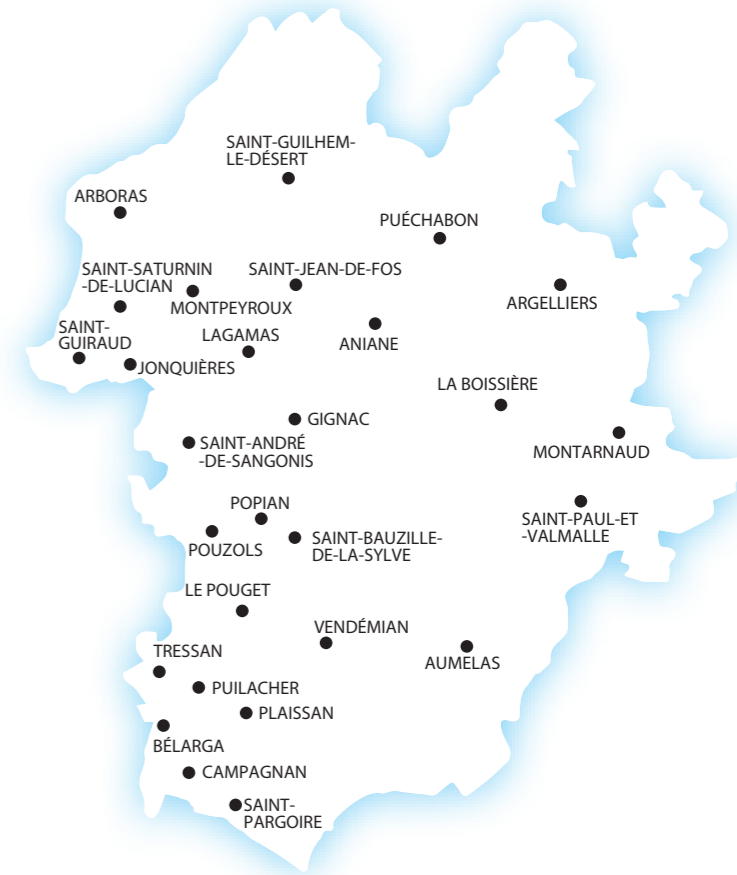 SAINT-GUILHEM-
LE-DÉSERT
ARBORAS
PUÉCHABON
SAINT-SATURNIN
-DE-LUCIAN
SAINT-JEAN-DE-FOS
ARGELLIERS
MONTPEYROUX
SAINT-
GUIRAUD
LAGAMAS
ANIANE
JONQUIÈRES
LA BOISSIÈRE
GIGNAC
SAINT-ANDRÉ
-DE-SANGONIS
MONTARNAUD
POPIAN
SAINT-PAUL-ET
-VALMALLE
POUZOLS
SAINT-BAUZILLE-
DE-LA-SYLVE
LE POUGET
VENDÉMIAN
TRESSAN
AUMELAS
PUILACHER
PLAISSAN
BÉLARGA
CAMPAGNAN
SAINT-
PARGOIRE